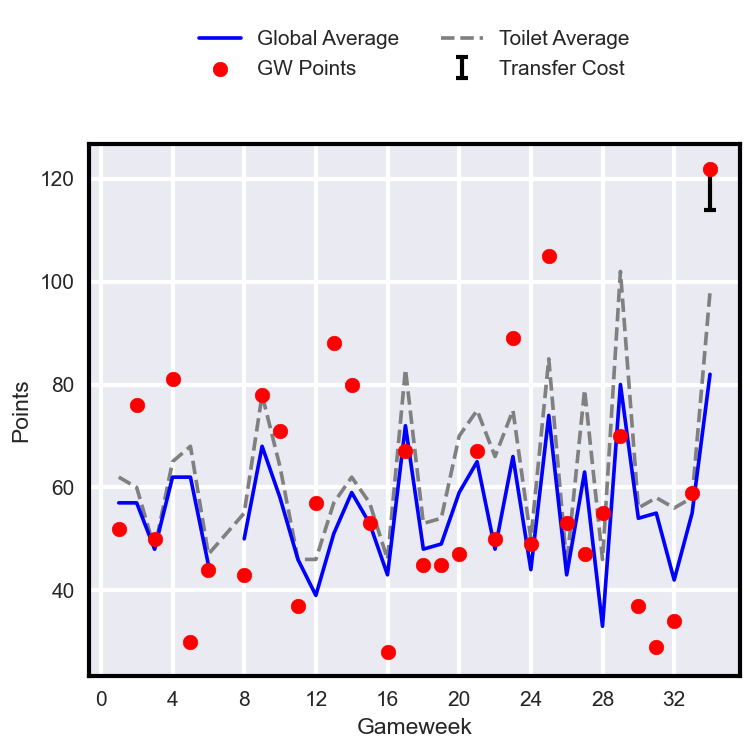 Global Average
Toilet Average
GW Points
Transfer Cost
120
100
80
60
40
Points
0 4 8 12 16 20 24 28 32
Gameweek